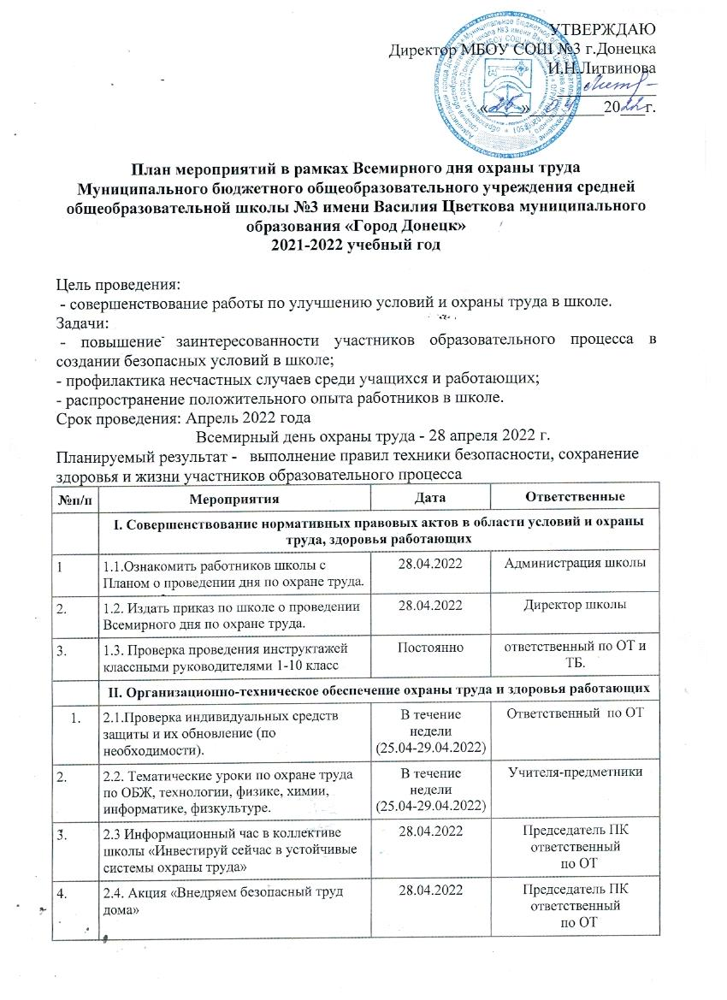 УТВЕРЖДАЮ
Директор МБОУ СОШ №3 г.Донецка
И.Н.Литвинова
«25» 04 2022г.
План мероприятий в рамках Всемирного дня охраны труда
Муниципального бюджетного общеобразовательного учреждения средней
общеобразовательной школы №3 имени Василия Цветкова муниципального
образования «Город Донецк»
2021-2022 учебный год
Цель проведения:
- совершенствование работы по улучшению условий и охраны труда в школе.
Задачи:
- повышение заинтересованности участников образовательного процесса в
создании безопасных условий в школе;
- профилактика несчастных случаев среди учащихся и работающих;
- распространение положительного опыта работников в школе.
Срок проведения: Апрель 2022 года
Всемирный день охраны труда - 28 апреля 2022 г.
Планируемый результат - выполнение правил техники безопасности, сохранение
здоровья и жизни участников образовательного процесса
№п/п Мероприятия Дата Ответственные
I. Совершенствование нормативных правовых актов в области условий и охраны
труда, здоровья работающих
1 1.1.Ознакомить работников школы с 28.04.2022 Администрация школы
Планом о проведении дня по охране труда.
2. 1.2. Издать приказ по школе о проведении 28.04.2022 Директор школы
Всемирного дня по охране труда.
3. 1.3. Проверка проведения инструктажей Постоянно ответственный по ОТ и
классными руководителями 1-10 класс ТБ.
II. Организационно-техническое обеспечение охраны труда и здоровья работающих
1. 2.1.Проверка индивидуальных средств В течение Ответственный по ОТ
защиты и их обновление (по недели
необходимости). (25.04-29.04.2022)
2. 2.2. Тематические уроки по охране труда В течение Учителя-предметники
по ОБЖ, технологии, физике, химии, недели
информатике, физкультуре. (25.04-29.04.2022)
3. 2.3 Информационный час в коллективе 28.04.2022 Председатель ПК
школы «Инвестируй сейчас в устойчивые ответственный
системы охраны труда» по ОТ
4. 2.4. Акция «Внедряем безопасный труд 28.04.2022 Председатель ПК
дома» ответственный
по ОТ